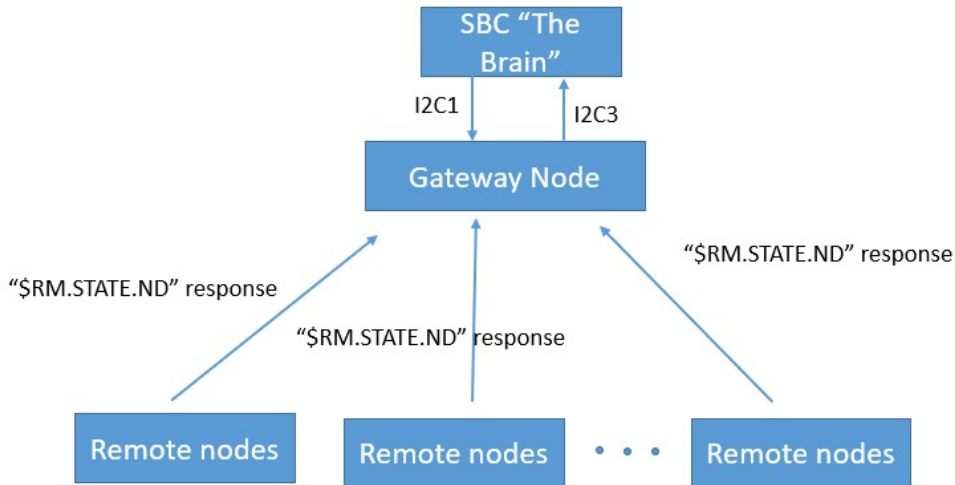 SBC “The
Brain”
I2C1
I2C3
Gateway Node
“$RM.STATE.ND” response
“$RM.STATE.ND” response
“$RM.STATE.ND” response
Remote nodes
Remote nodes
Remote nodes